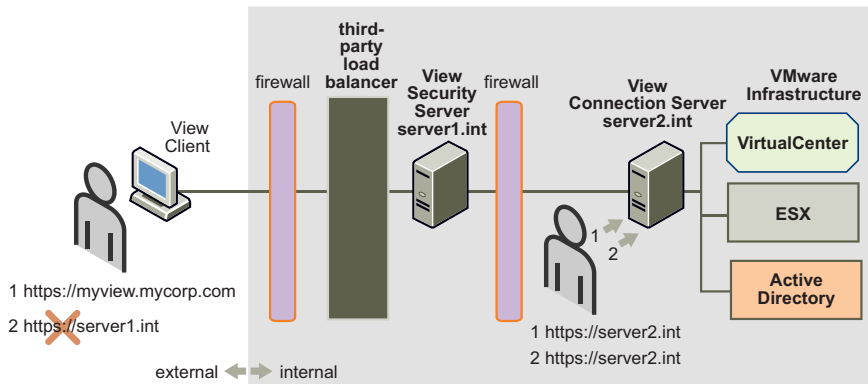 third-
party
load
balancer
firewall
View
Security
Server
server1.int
firewall
View
Connection Server
server2.int
VMware
Infrastructure
View
Client
VirtualCenter
ESX
Active
Directory
1
2
1 https://myview.mycorp.com
2 https://server1.int
1 https://server2.int
2 https://server2.int
external
internal